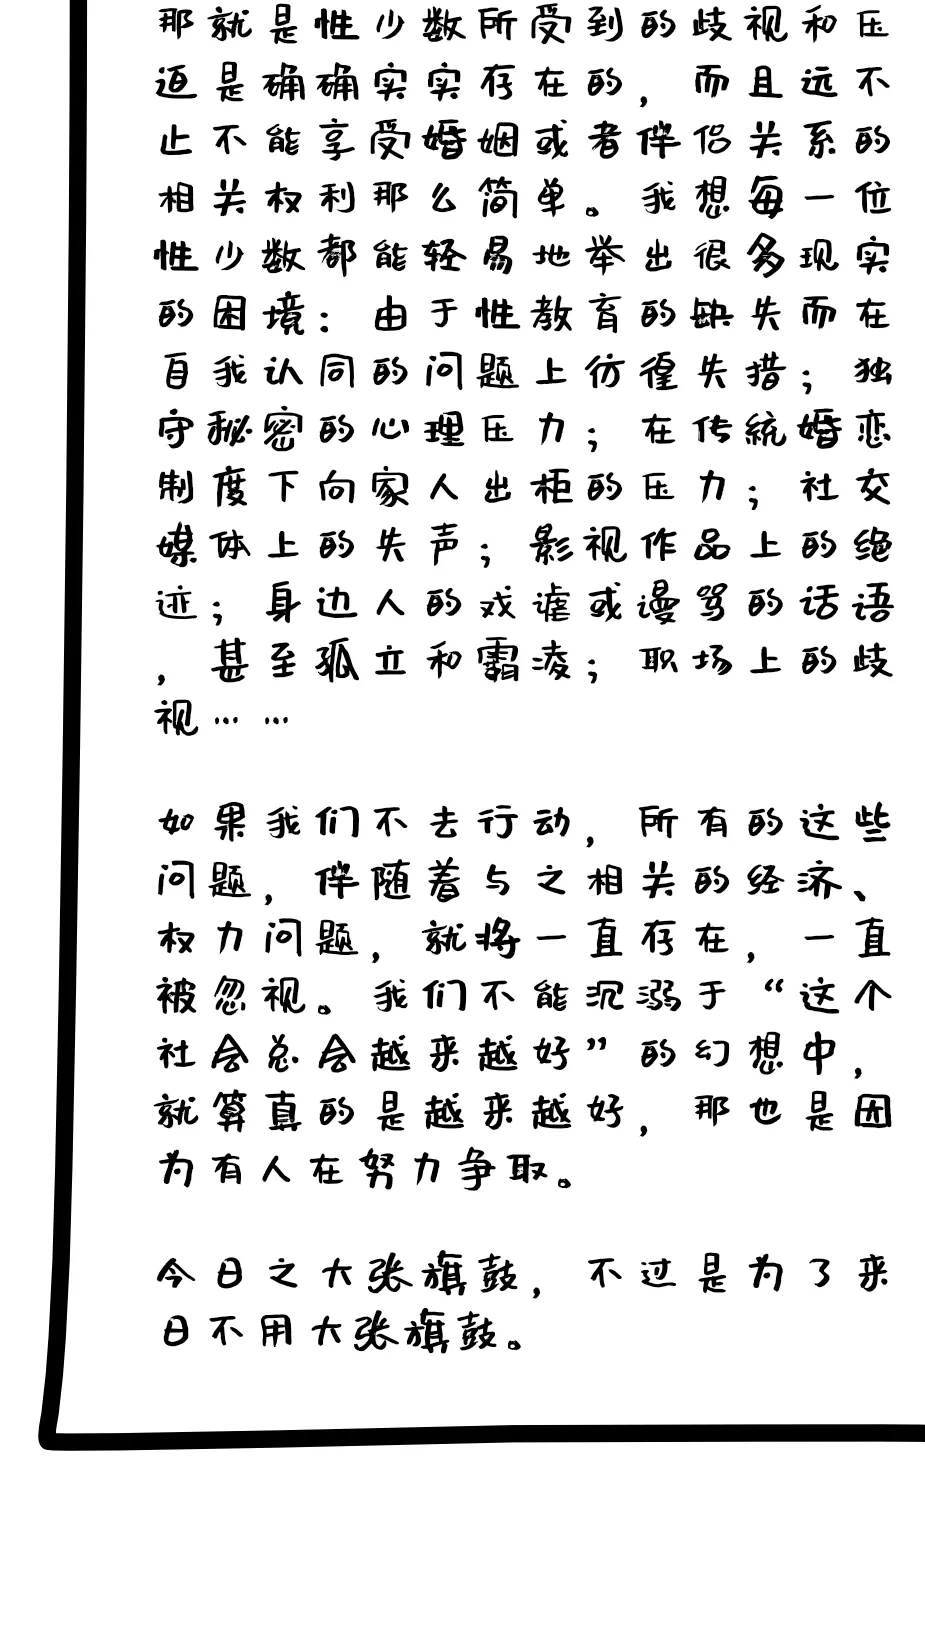 那就是性少数所受到的歧视和压
迫是确确实实存在的，而且远不
止不能享受婚姻或者伴侣关系的
相关权利那么简单。我想每一位
性少数都能轻易地举出很多现实
的困境：由于性教育的缺失而在
自我认同的问题上彷徨失措；独
守秘密的心理压力；在传统婚恋
制度下向家人出柜的压力；社交
媒体上的失声；影视作品上的绝
迹；身边人的戏谑或谩骂的话语
，甚至孤立和霸凌；职场上的歧
视……
如果我们不去行动，所有的这些
问题，伴随着与之相关的经济、
权力问题，就将一直存在，一直
被忽视。我们不能沉溺于“这个
社会总会越来越好”的幻想中，
就算真的是越来越好，那也是因
为有人在努力争取。
今日之大张旗鼓，不过是为了来
日不用大张旗鼓。